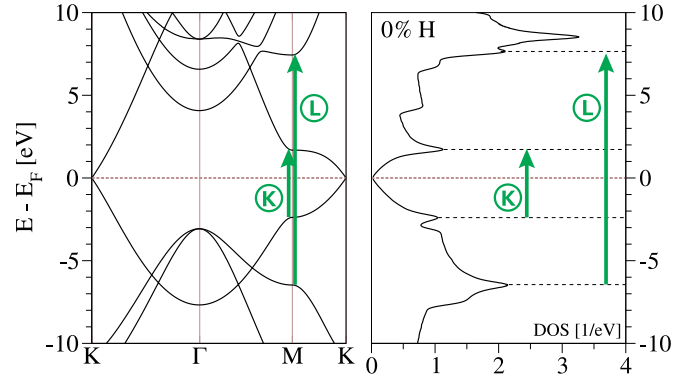 10
5
0
-5
-10
E - E_F [eV]
K Γ M K
L
K
0% H
L
K
DOS [1/eV]
0 1 2 3 4
10
5
0
-5
-10